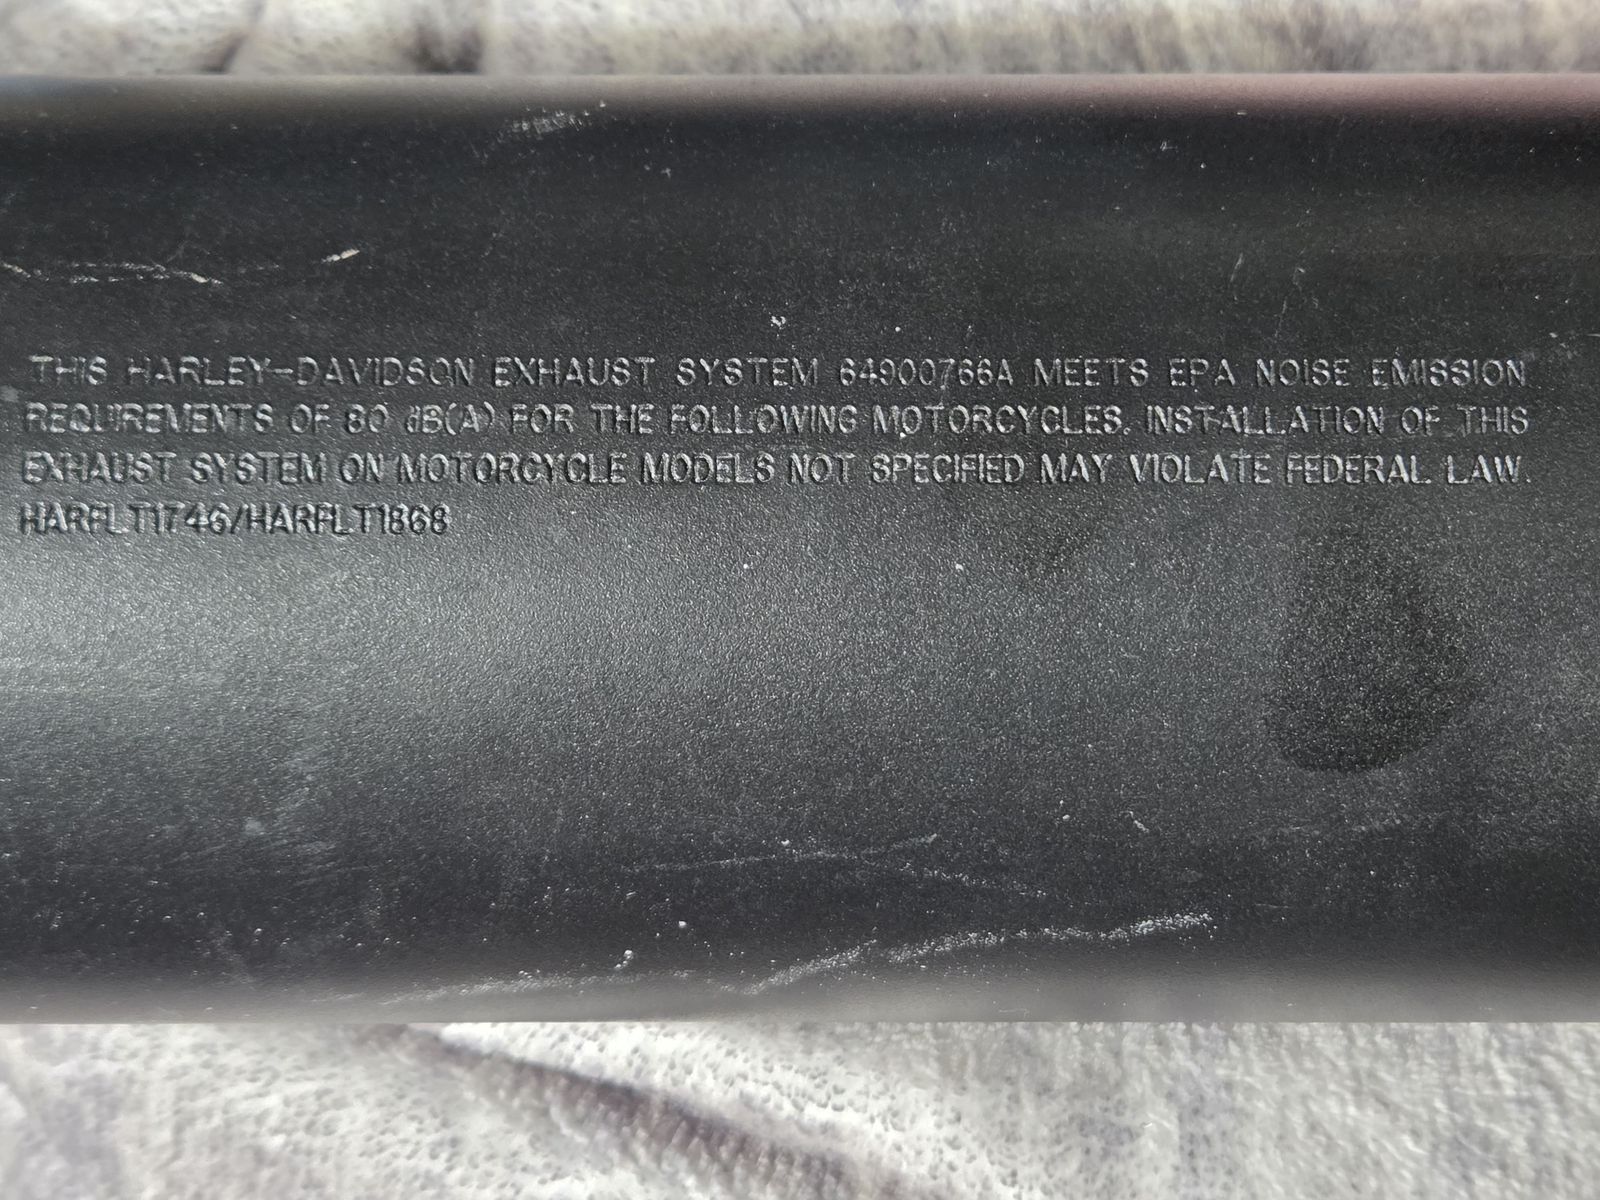 THIS HARLEY-DAVIDSON EXHAUST SYSTEM 64900766A MEETS EPA NOISE EMISSION
REQUIREMENTS OF 80 dB(A) FOR THE FOLLOWING MOTORCYCLES. INSTALLATION OF THIS
EXHAUST SYSTEM ON MOTORCYCLE MODELS NOT SPECIFIED MAY VIOLATE FEDERAL LAW.
HARFLT1746/HARFLT1868